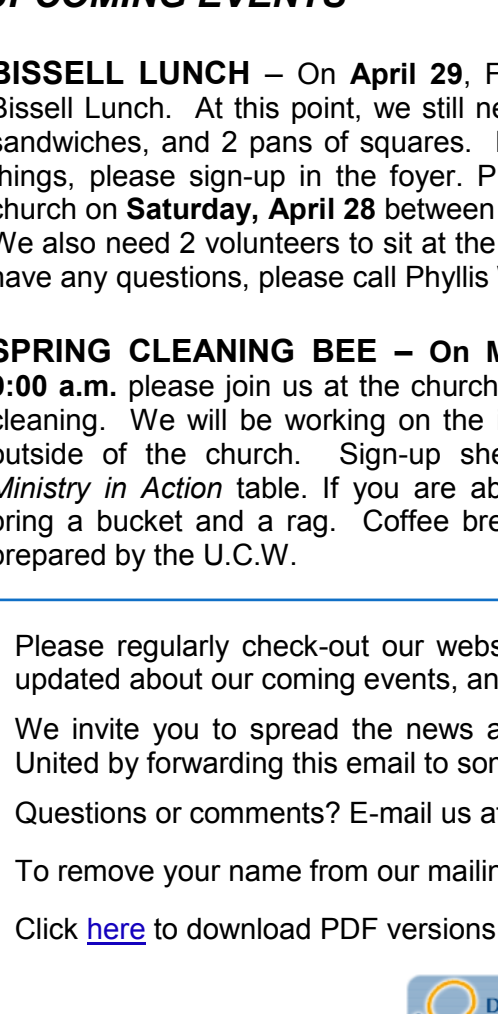 UPCOMING EVENTS
BISSELL LUNCH – On April 29, F
Bissell Lunch. At this point, we still ne
sandwiches, and 2 pans of squares.
things, please sign-up in the foyer. P
church on Saturday, April 28 between
We also need 2 volunteers to sit at the
have any questions, please call Phyllis
SPRING CLEANING BEE – On M
9:00 a.m. please join us at the church
cleaning. We will be working on the
outside of the church. Sign-up she
Ministry in Action table. If you are ab
bring a bucket and a rag. Coffee bre
prepared by the U.C.W.
Please regularly check-out our webs
updated about our coming events, an
We invite you to spread the news a
United by forwarding this email to som
Questions or comments? E-mail us at
To remove your name from our mailin
Click here to download PDF versions
D